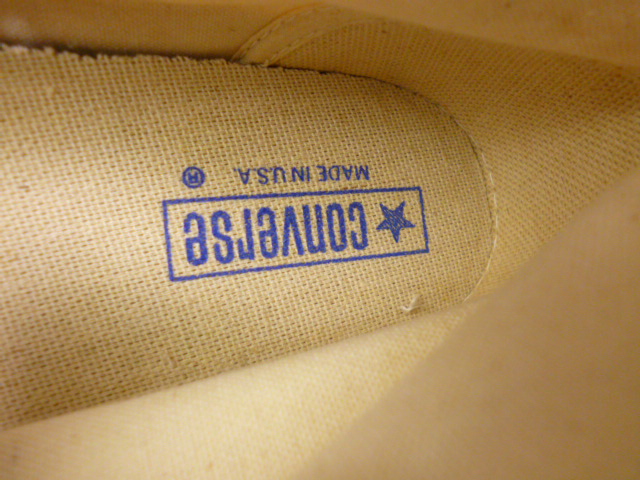 ★ converse
® MADE IN U.S.A.